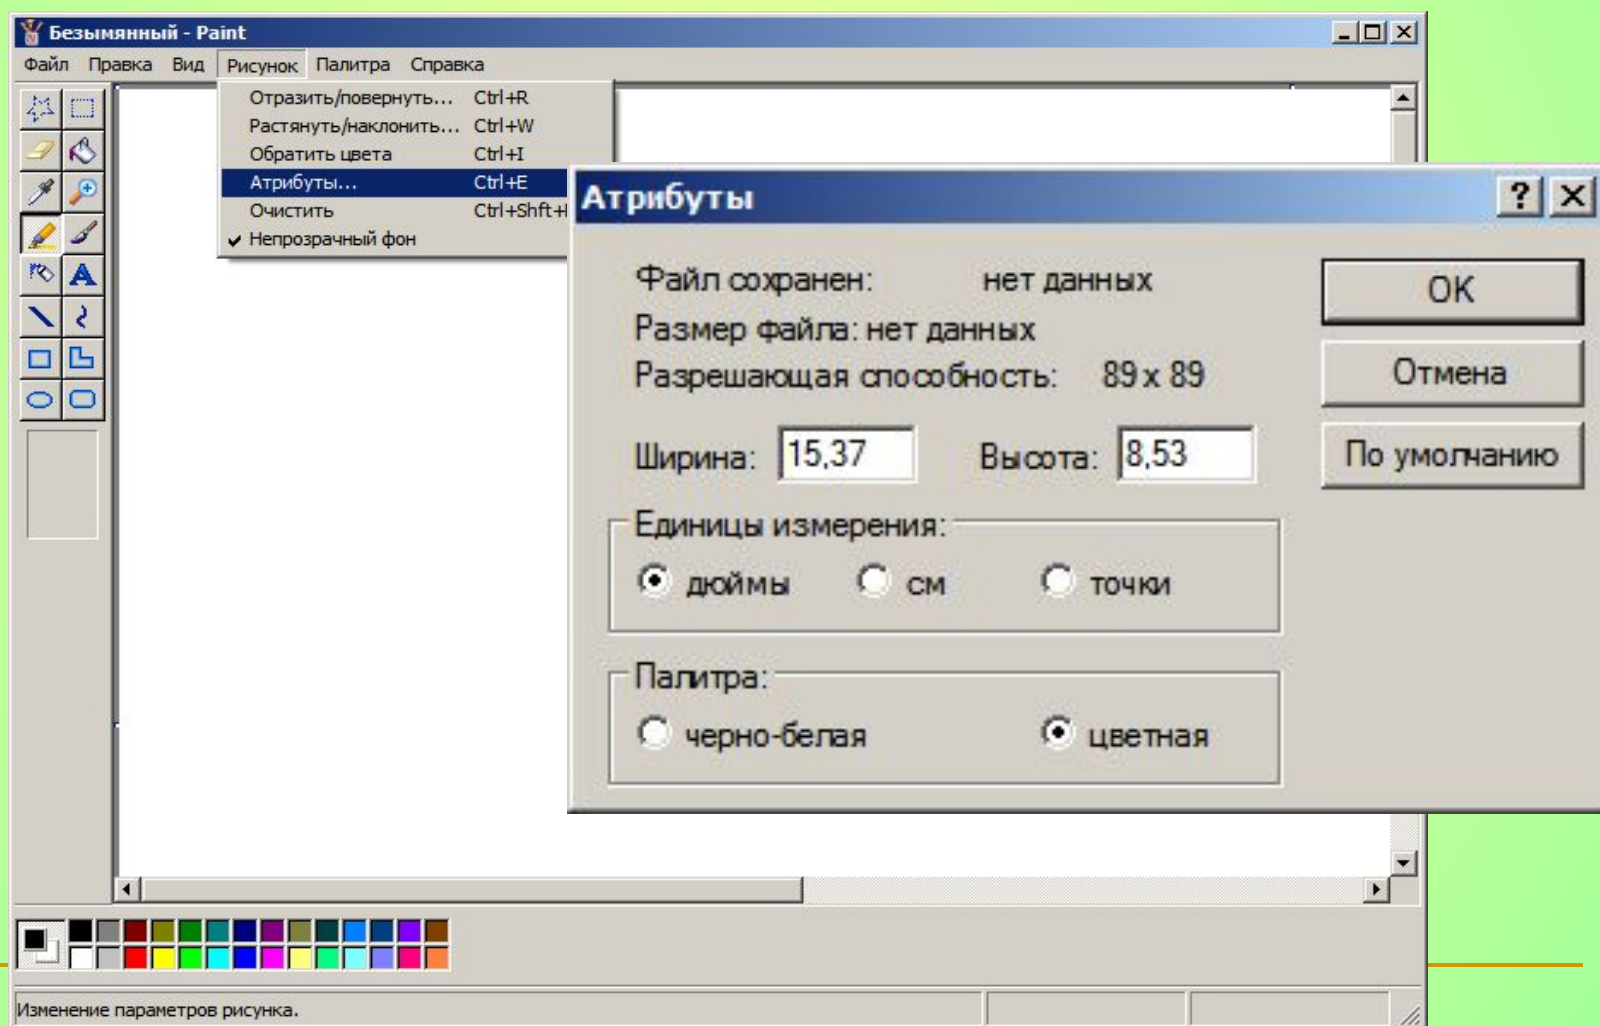 Безымянный - Paint
Файл Правка Вид Рисунок Палитра Справка
Отразить/повернуть... Ctrl+R
Растянуть/наклонить... Ctrl+W
Обратить цвета Ctrl+I
Атрибуты... Ctrl+E
Очистить Ctrl+Shft+
✔ Непрозрачный фон
Атрибуты
Файл сохранен: нет данных
Размер файла: нет данных
Разрешающая способность: 89 x 89
Ширина: 15,37 Высота: 8,53
Единицы измерения:
дюймы см точки
Палитра:
черно-белая цветная
OK
Отмена
По умолчанию
Изменение параметров рисунка.